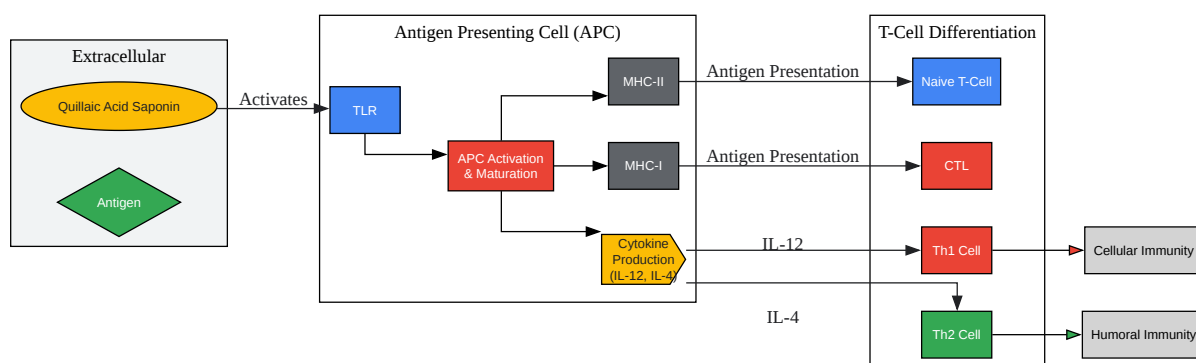 Extracellular
Quillaic Acid Saponin
Antigen
Activates
Antigen Presenting Cell (APC)
TLR
APC Activation
& Maturation
MHC-II
MHC-I
Cytokine
Production
(IL-12, IL-4)
Antigen Presentation
Antigen Presentation
IL-12
IL-4
T-Cell Differentiation
Naive T-Cell
CTL
Th1 Cell
Th2 Cell
Cellular Immunity
Humoral Immunity